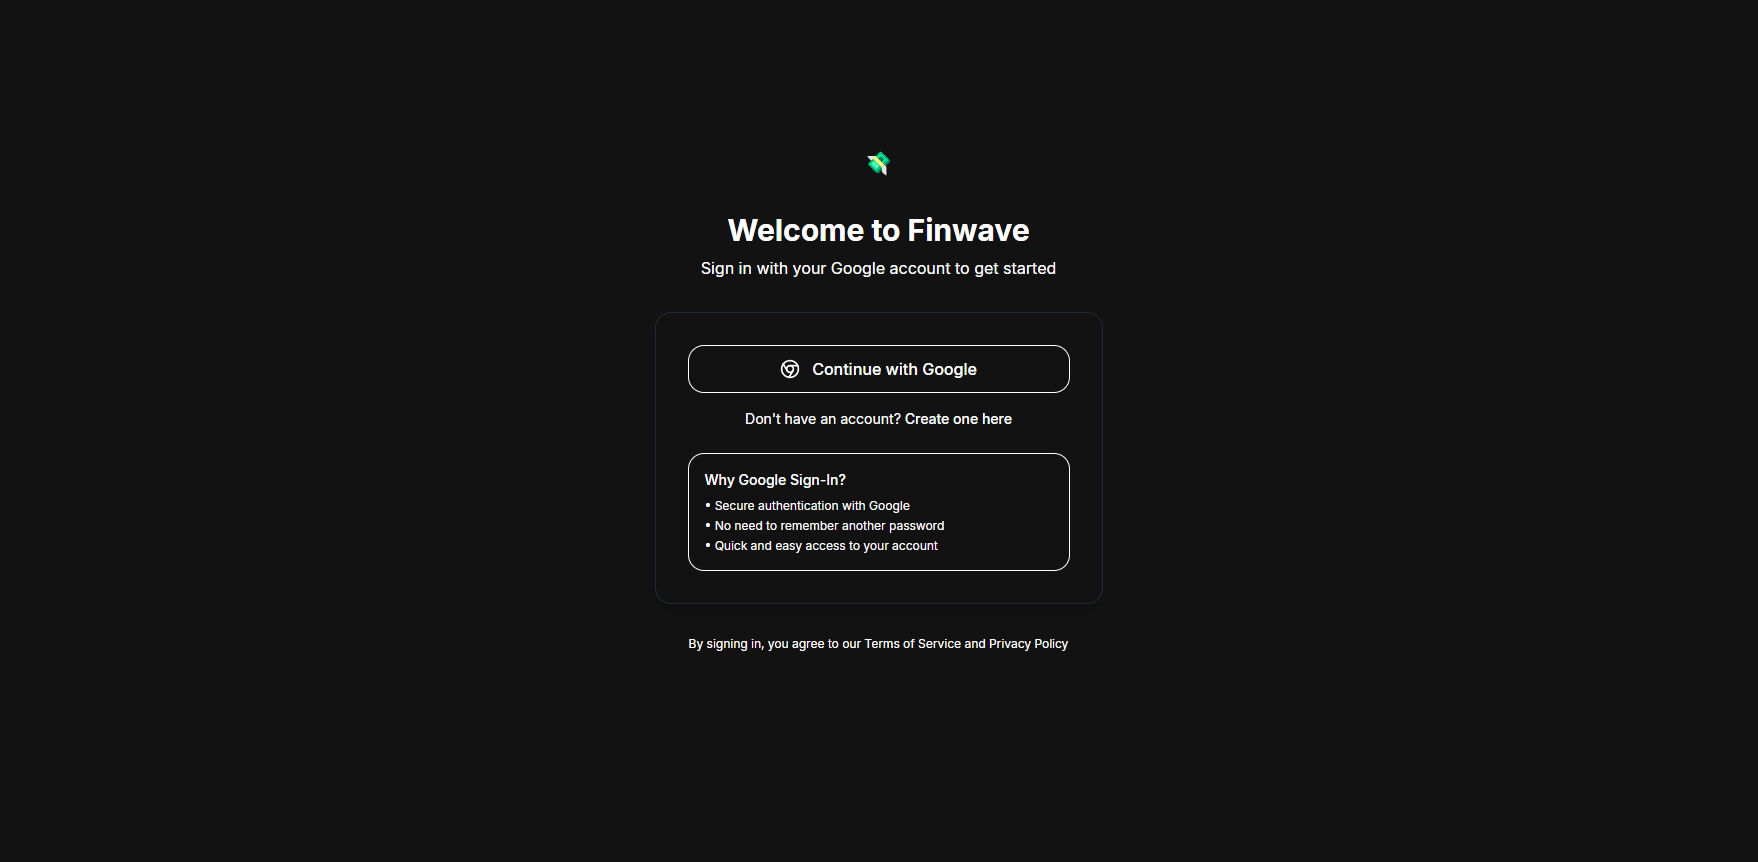 Welcome to Finwave
Sign in with your Google account to get started
Continue with Google
Don't have an account? Create one here
Why Google Sign-In?
• Secure authentication with Google
• No need to remember another password
• Quick and easy access to your account
By signing in, you agree to our Terms of Service and Privacy Policy